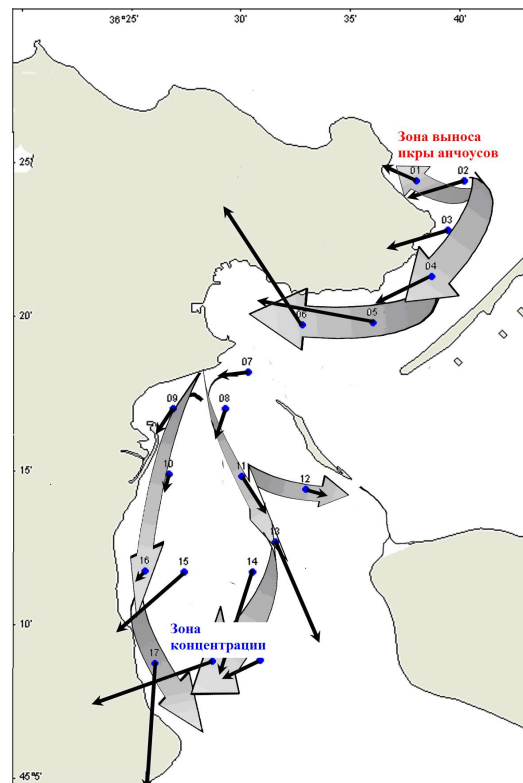 36°25' 30' 35' 40'
Зона выноса
икры анчоусов
25'
01 02
03
04
20'
06 05
07
09 08
15'
10 11 12
13
16 15 14
10'
Зона
концентрации
17
45°5'